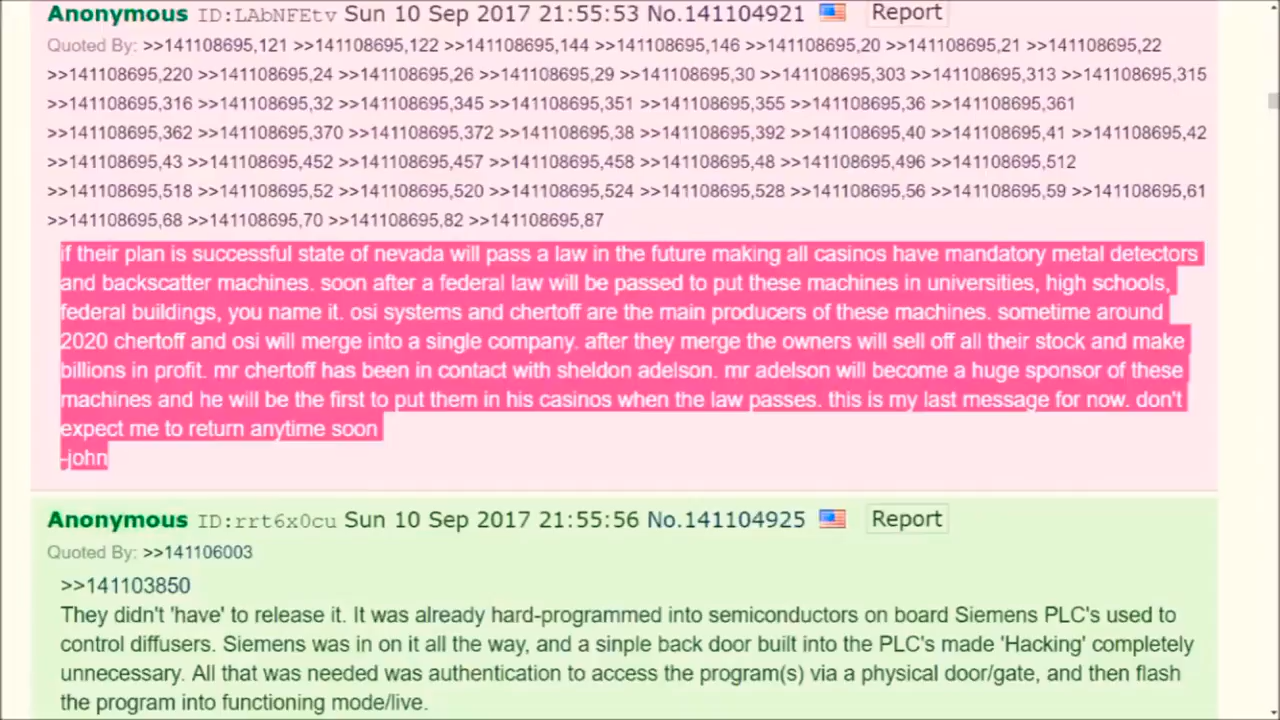 Anonymous ID:LAbNFEtv Sun 10 Sep 2017 21:55:53 No.141104921 Report
Quoted By: >>141108695,121 >>141108695,122 >>141108695,144 >>141108695,146 >>141108695,20 >>141108695,21 >>141108695,22
>>141108695,220 >>141108695,24 >>141108695,26 >>141108695,29 >>141108695,30 >>141108695,303 >>141108695,313 >>141108695,315
>>141108695,316 >>141108695,32 >>141108695,345 >>141108695,351 >>141108695,355 >>141108695,36 >>141108695,361
>>141108695,362 >>141108695,370 >>141108695,372 >>141108695,38 >>141108695,392 >>141108695,40 >>141108695,41 >>141108695,42
>>141108695,43 >>141108695,452 >>141108695,457 >>141108695,458 >>141108695,48 >>141108695,496 >>141108695,512
>>141108695,518 >>141108695,52 >>141108695,520 >>141108695,524 >>141108695,528 >>141108695,56 >>141108695,59 >>141108695,61
>>141108695,68 >>141108695,70 >>141108695,82 >>141108695,87
if their plan is successful state of nevada will pass a law in the future making all casinos have mandatory metal detectors
and backscatter machines. soon after a federal law will be passed to put these machines in universities, high schools,
federal buildings, you name it. osi systems and chertoff are the main producers of these machines. sometime around
2020 chertoff and osi will merge into a single company. after they merge the owners will sell off all their stock and make
billions in profit. mr chertoff has been in contact with sheldon adelson. mr adelson will become a huge sponsor of these
machines and he will be the first to put them in his casinos when the law passes. this is my last message for now. don't
expect me to return anytime soon
-john
Anonymous ID:rrt6x0cu Sun 10 Sep 2017 21:55:56 No.141104925 Report
Quoted By: >>141106003
>>141103850
They didn't 'have' to release it. It was already hard-programmed into semiconductors on board Siemens PLC's used to
control diffusers. Siemens was in on it all the way, and a sinple back door built into the PLC's made 'Hacking' completely
unnecessary. All that was needed was authentication to access the program(s) via a physical door/gate, and then flash
the program into functioning mode/live.